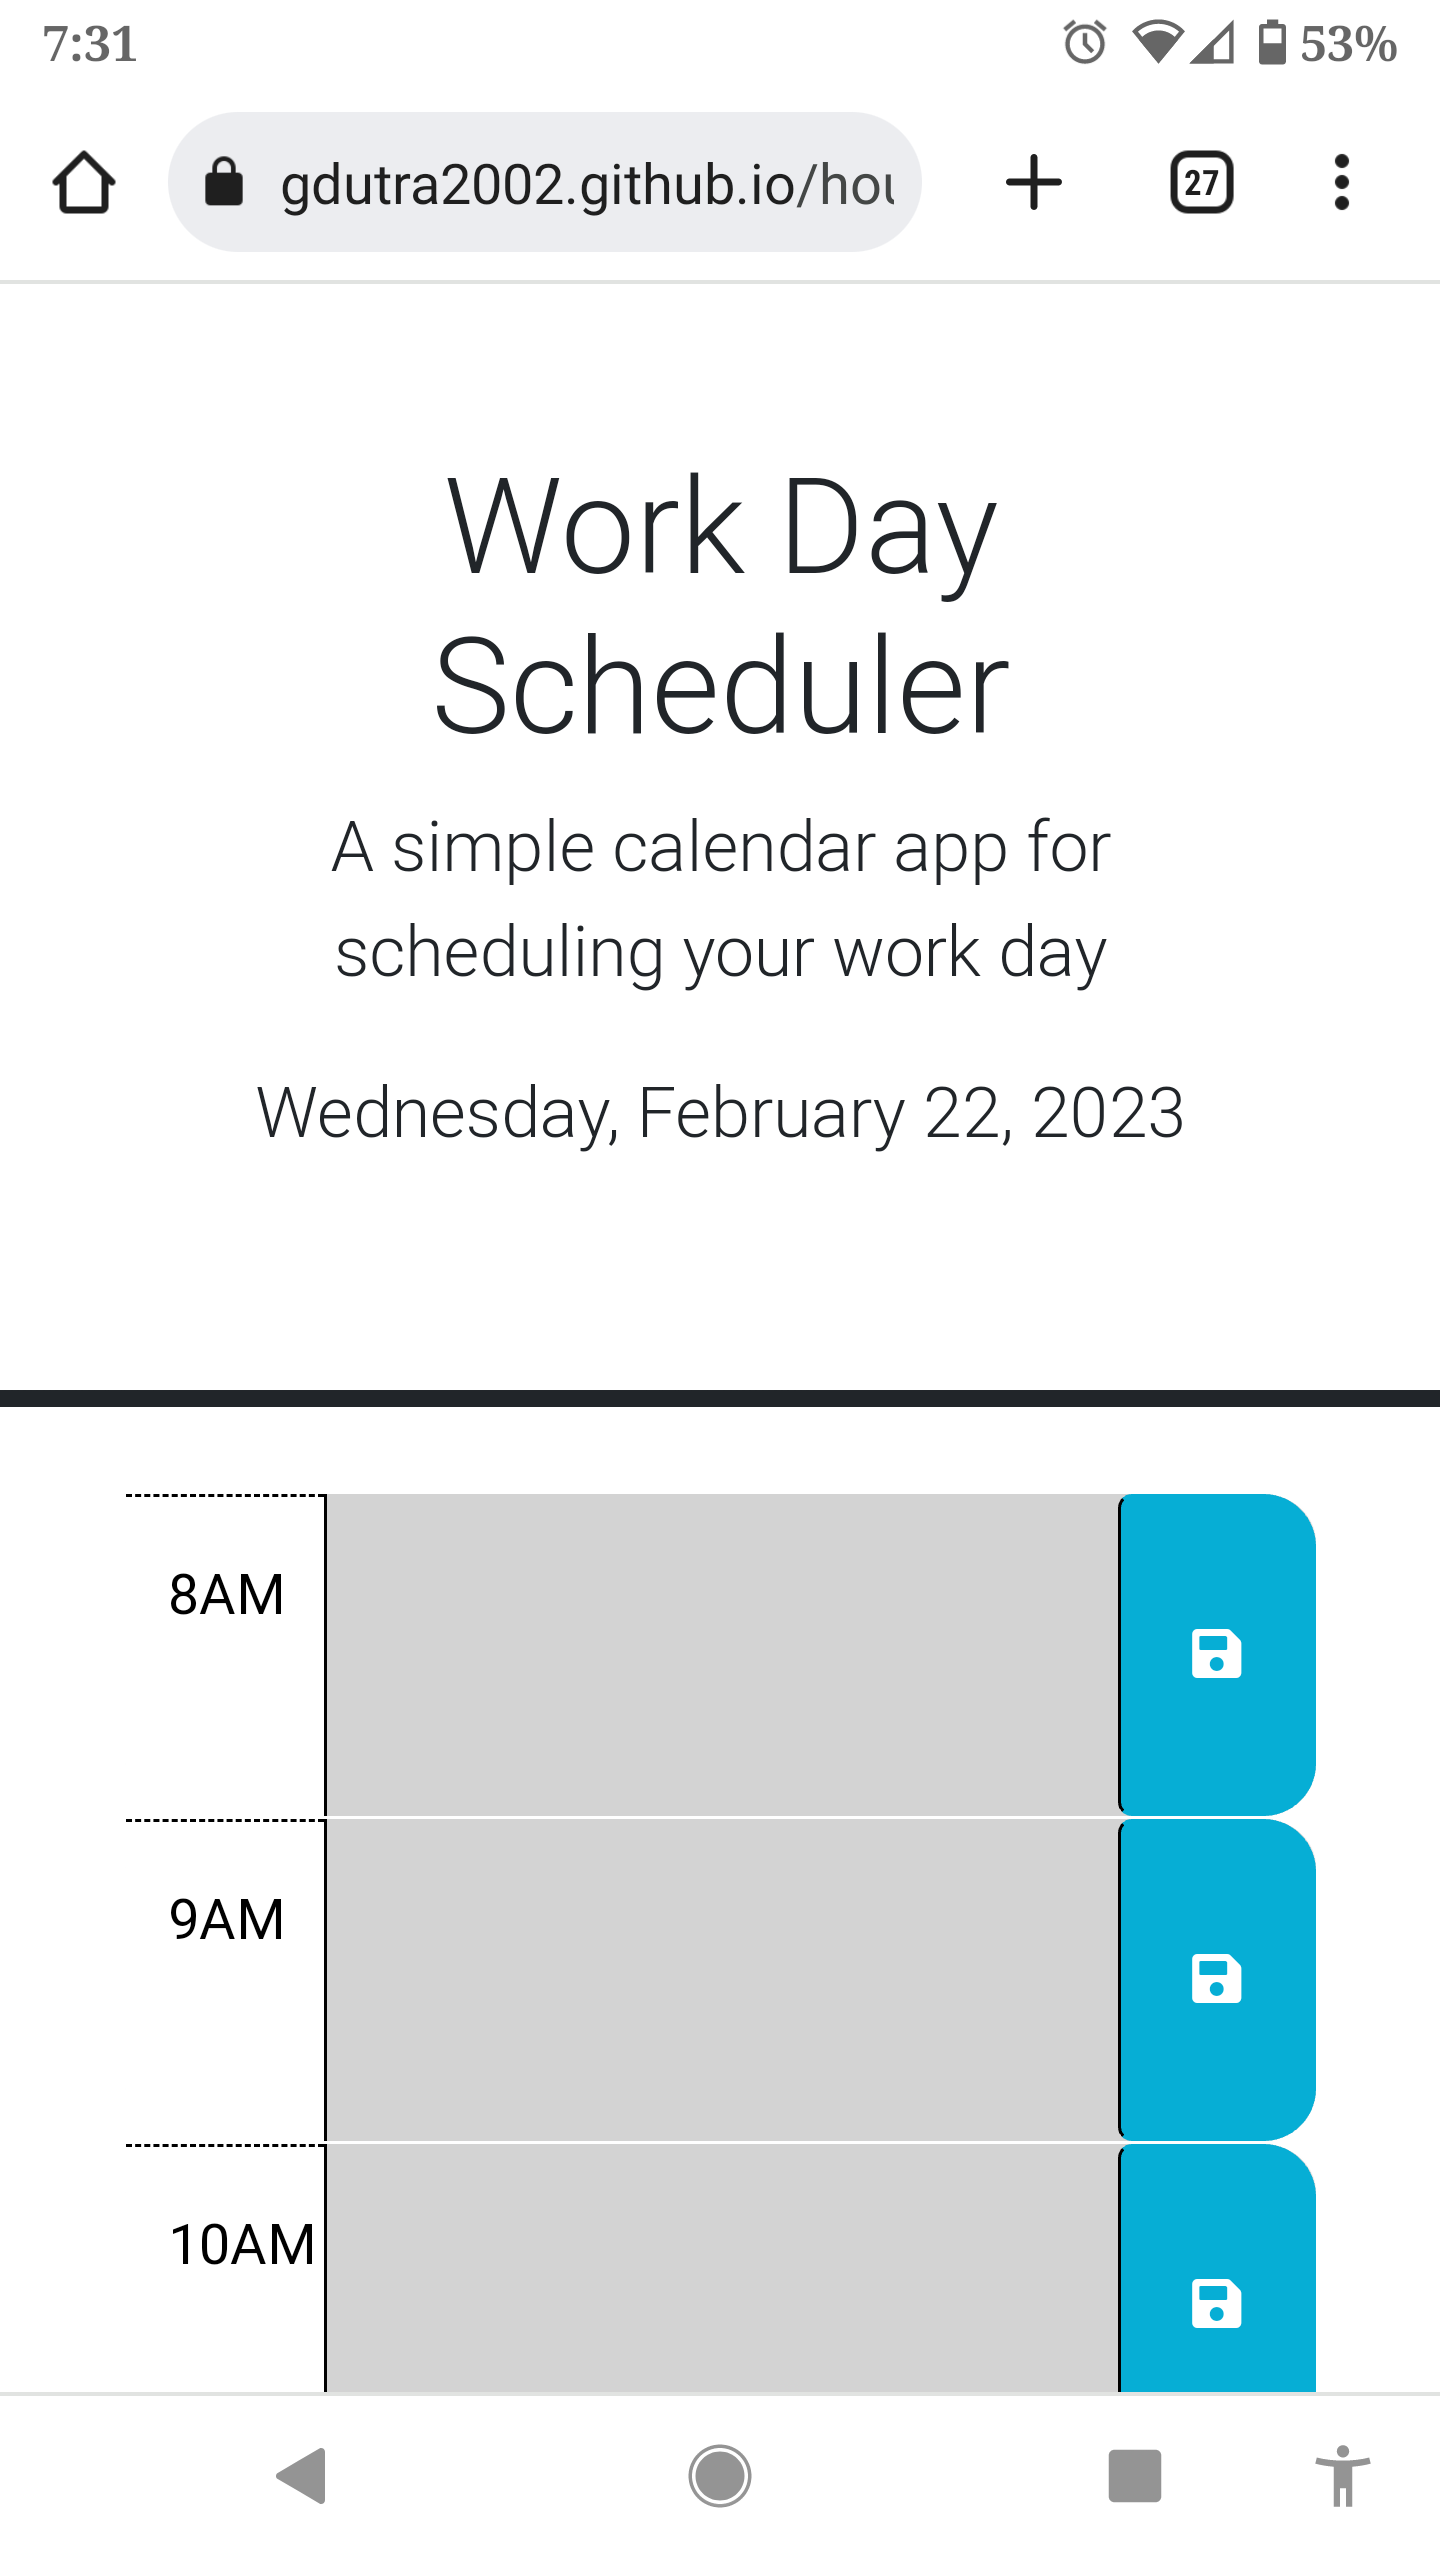 7:31
53%
gdutra2002.github.io/hou
27
Work Day
Scheduler
A simple calendar app for
scheduling your work day
Wednesday, February 22, 2023
8AM
9AM
10AM